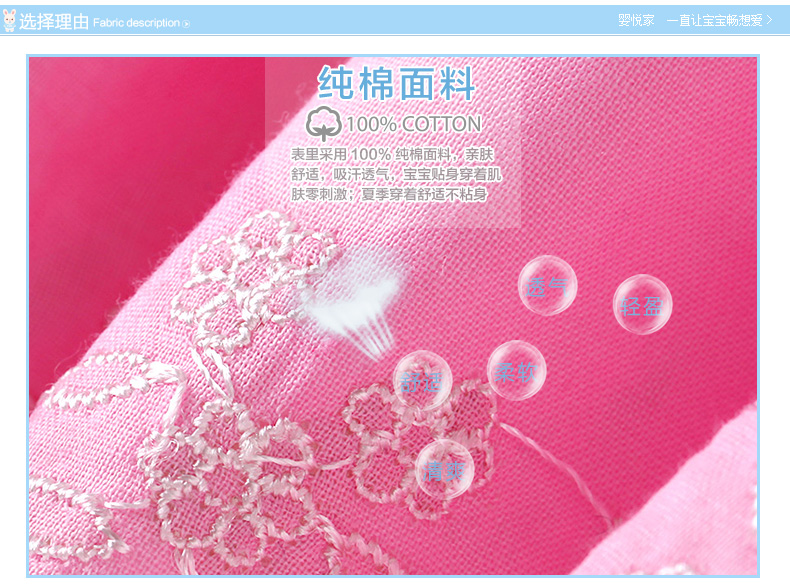 选择理由 Fabric description
婴悦家 一直让宝宝畅想爱
纯棉面料
100% COTTON
表里采用 100% 纯棉面料，亲肤
舒适，吸汗透气，宝宝贴身穿着肌
肤零刺激，夏季穿着舒适不粘身
透气
轻盈
柔软
舒适
清爽